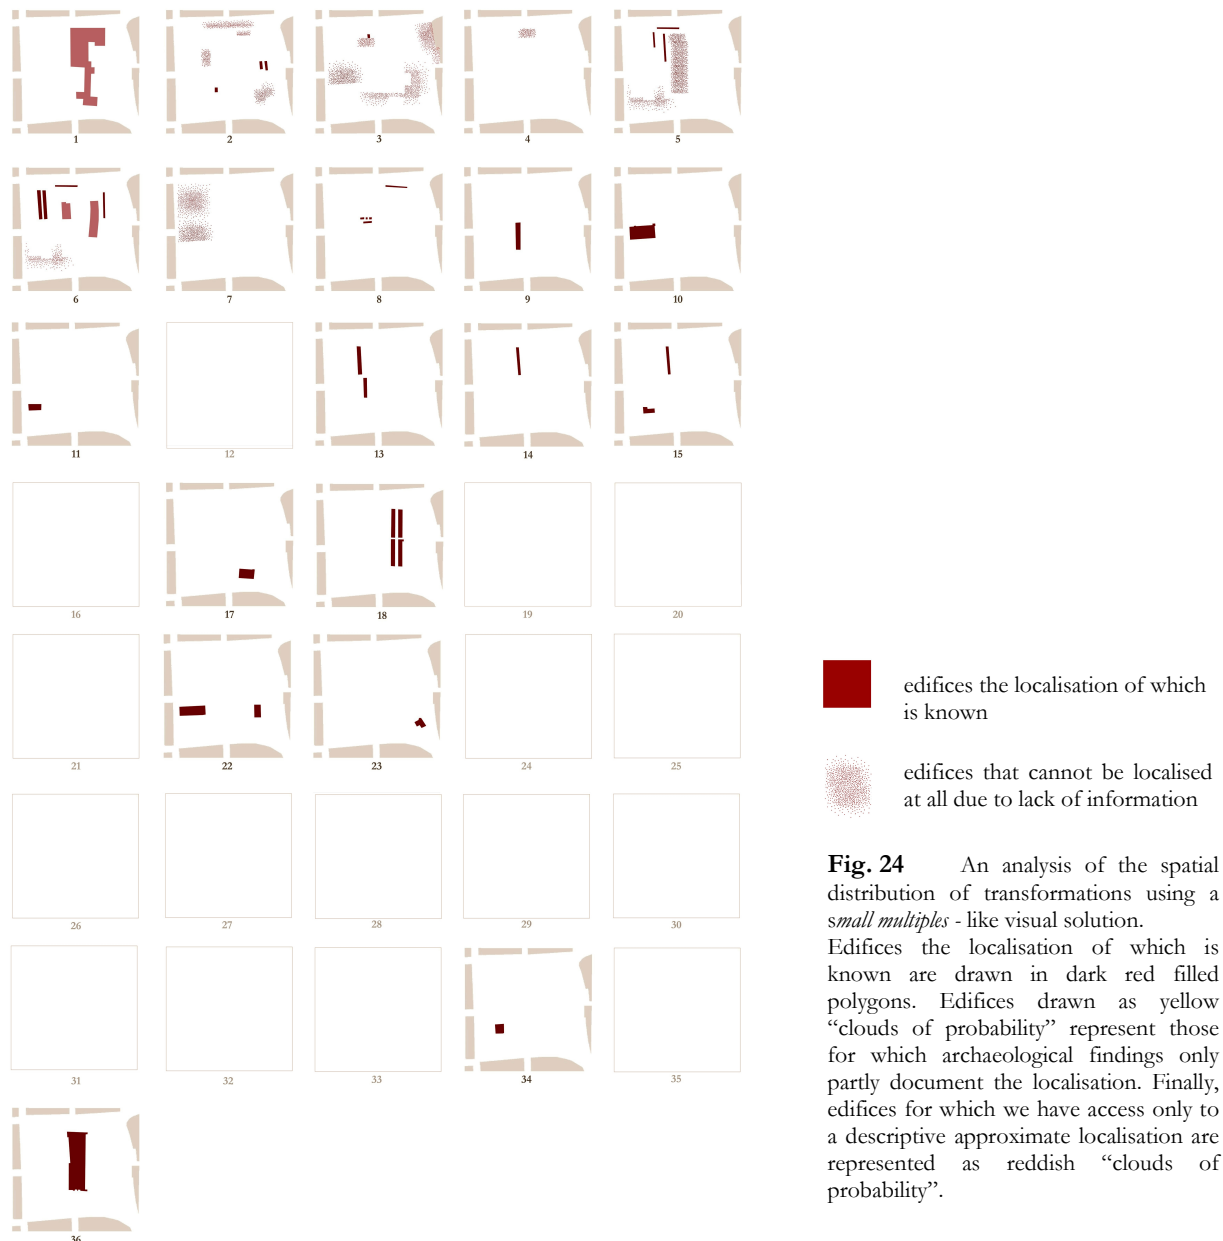 1 2 3 4 5
6 7 8 9 10
11 12 13 14 15
16 17 18 19 20
21 22 23 24 25
26 27 28 29 30
31 32 33 34 35
36
edifices the localisation of which
is known
edifices that cannot be localised
at all due to lack of information
Fig. 24 An analysis of the spatial
distribution of transformations using a
small multiples - like visual solution.
Edifices the localisation of which is
known are drawn in dark red filled
polygons. Edifices drawn as yellow
“clouds of probability” represent those
for which archaeological findings only
partly document the localisation. Finally,
edifices for which we have access only to
a descriptive approximate localisation are
represented as reddish “clouds of
probability”.